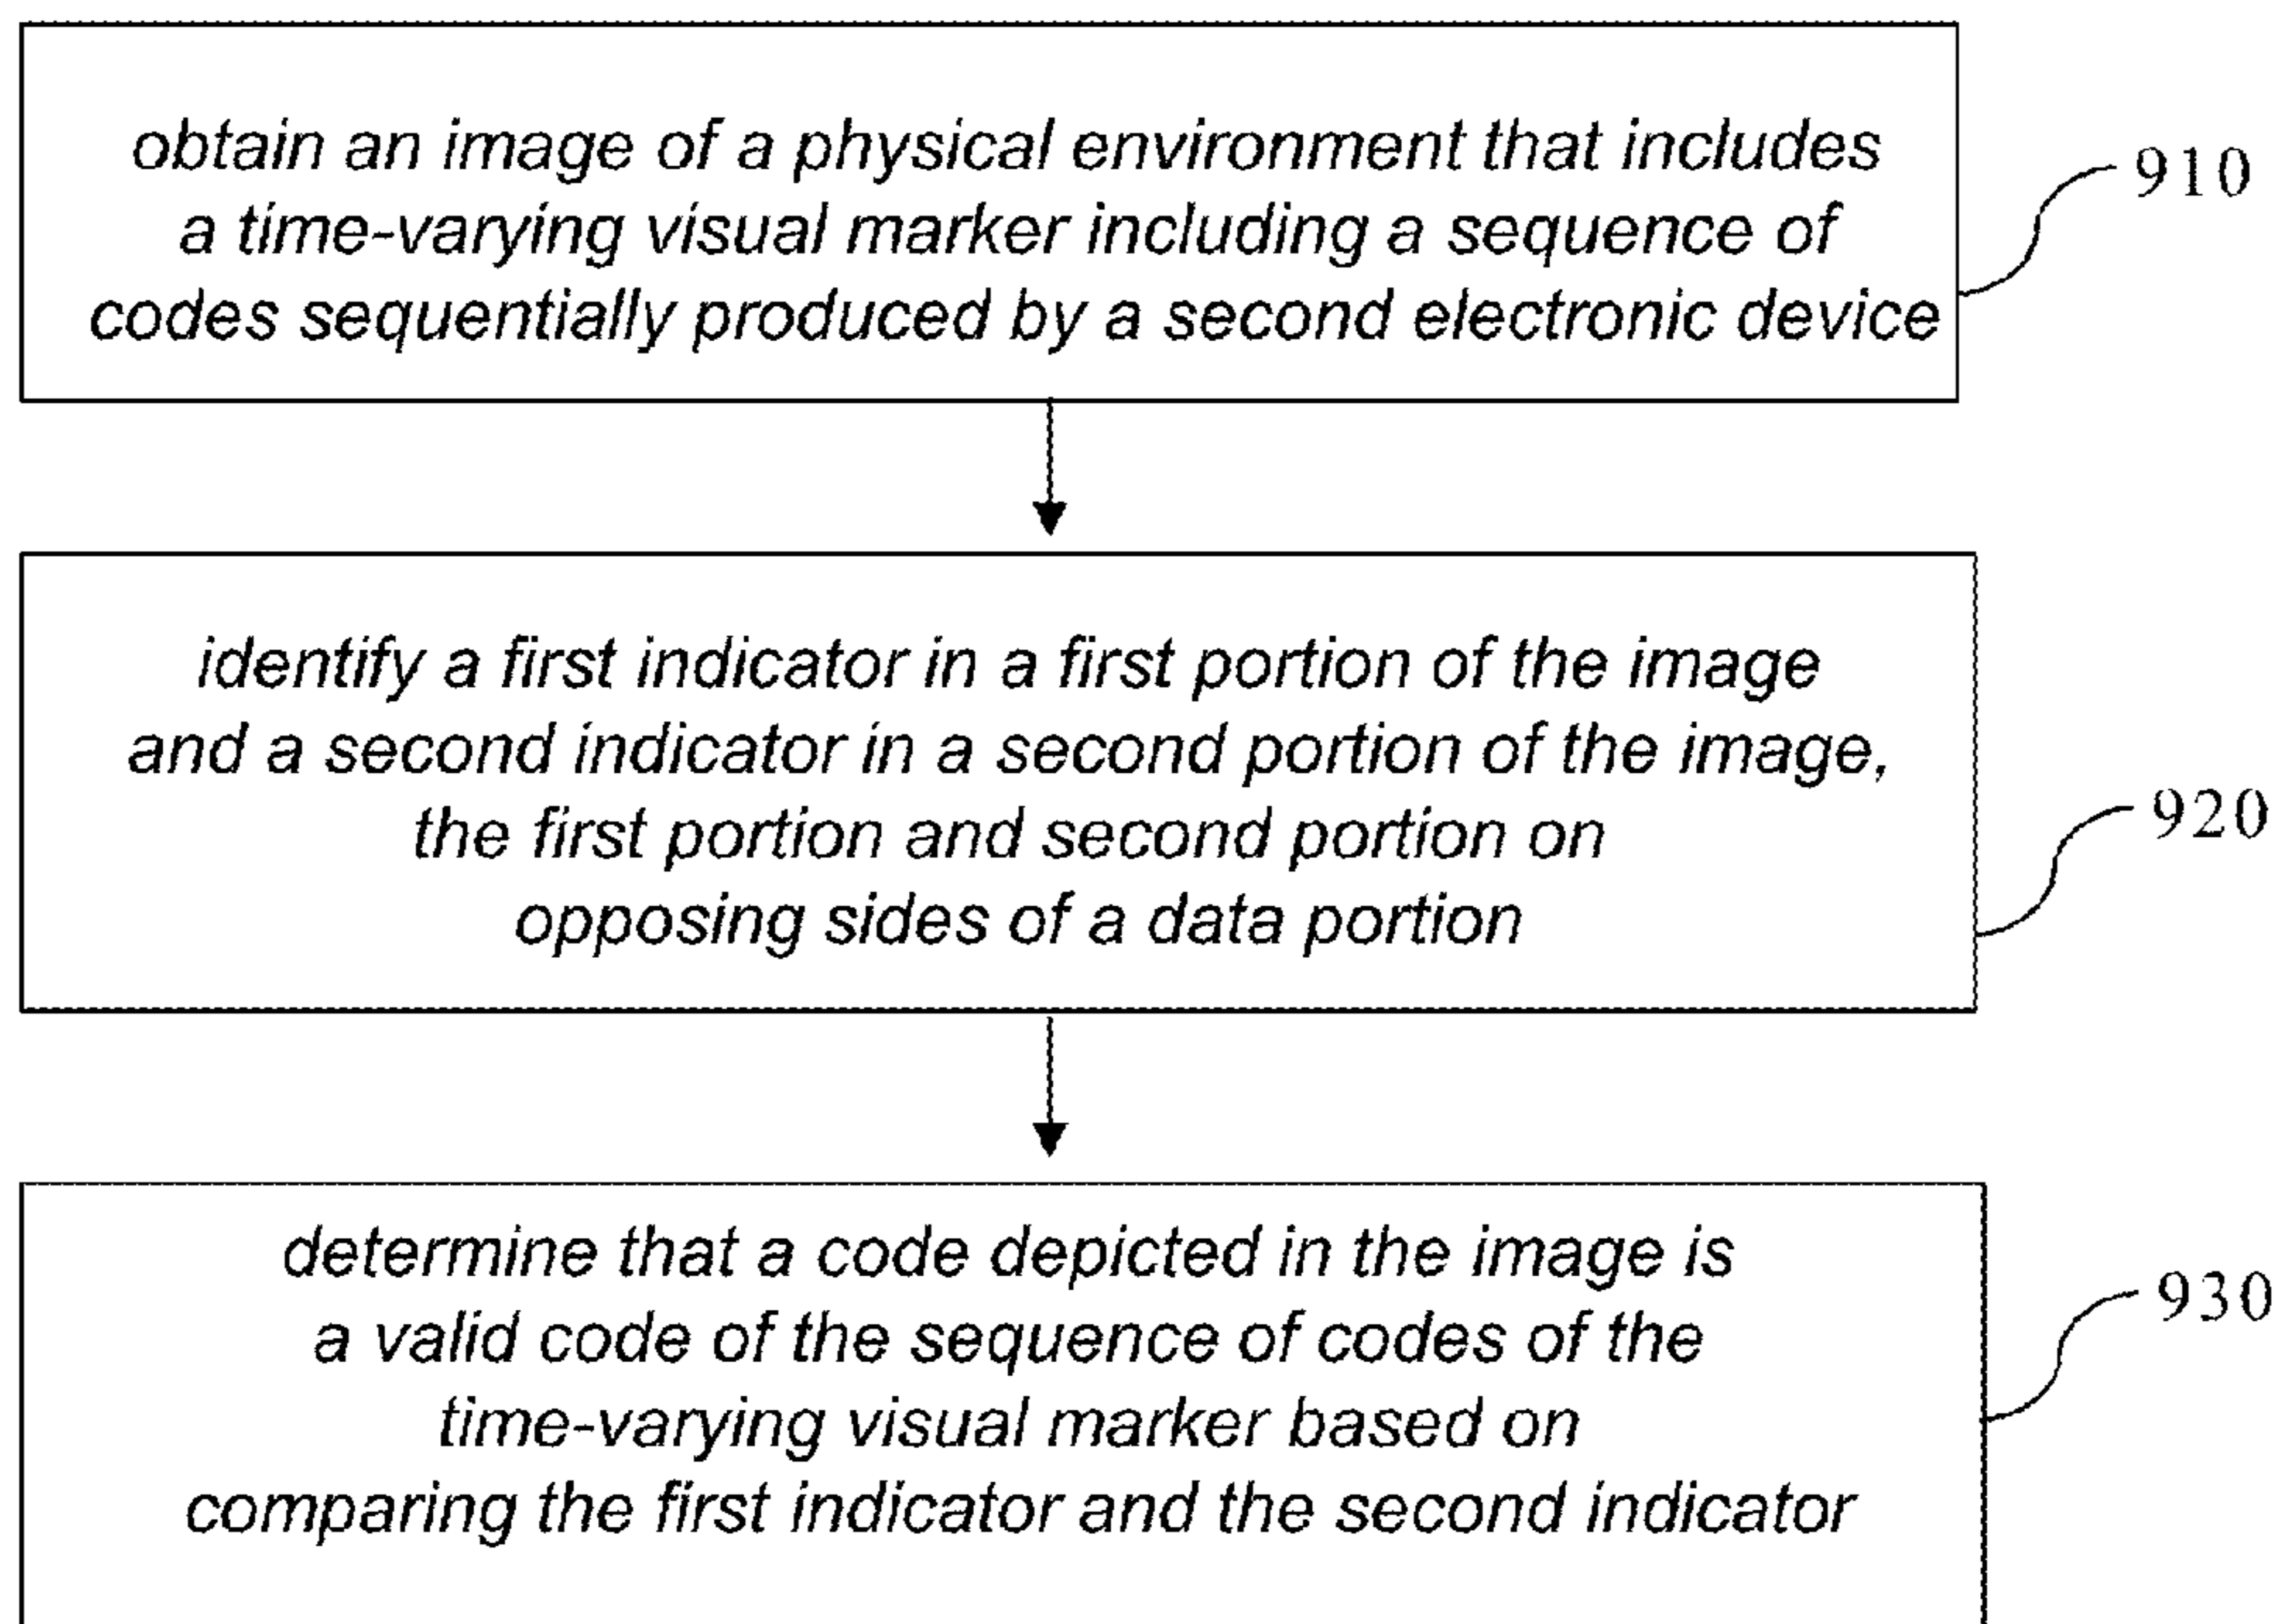 obtain an image of a physical environment that includes
a time-varying visual marker including a sequence of
codes sequentially produced by a second electronic device
910
identify a first indicator in a first portion of the image
and a second indicator in a second portion of the image,
the first portion and second portion on
opposing sides of a data portion
920
determine that a code depicted in the image is
a valid code of the sequence of codes of the
time-varying visual marker based on
comparing the first indicator and the second indicator
930